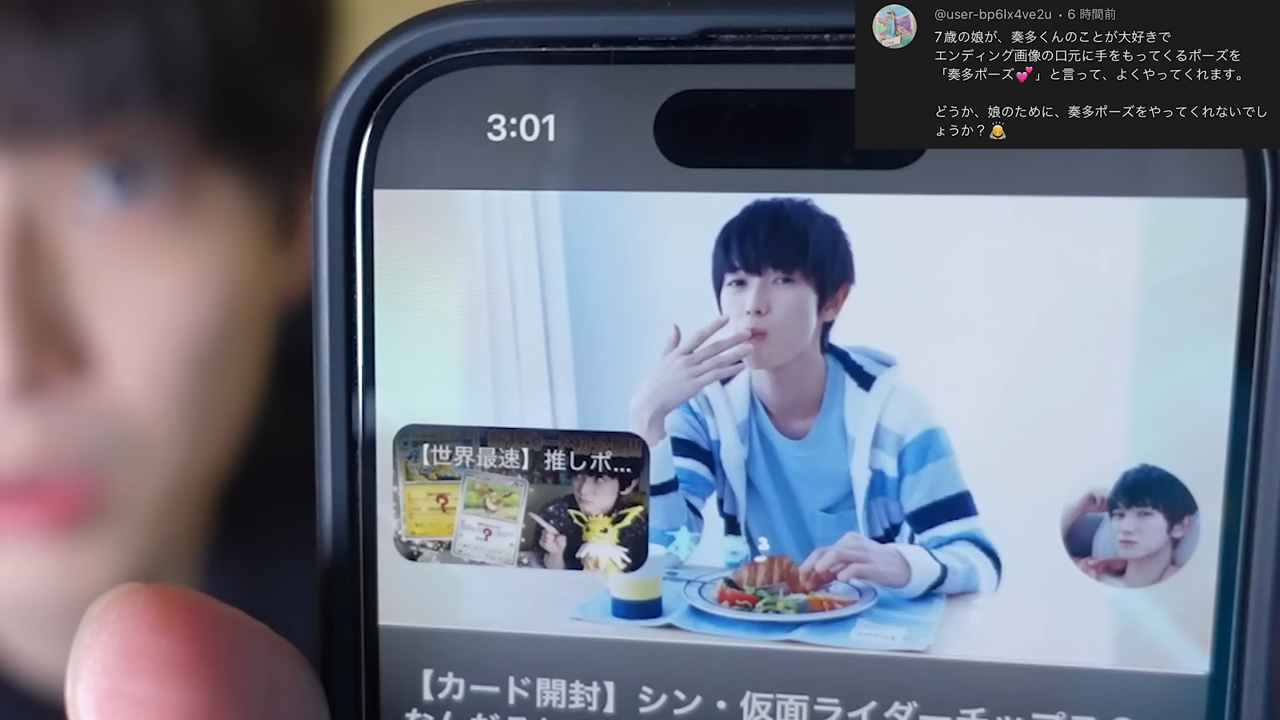 @user-bp6lx4ve2u・6 時間前
7歳の娘が、奏多くんのことが大好きで
エンディング画像の口元に手をもってくるポーズを
「奏多ポーズ💕」と言って、よくやってくれます。
どうか、娘のために、奏多ポーズをやってくれないでし
ょうか?🙇
3:01
【世界最速】推しポ...
?
?
【カード開封】シン・仮面ライダーチップス